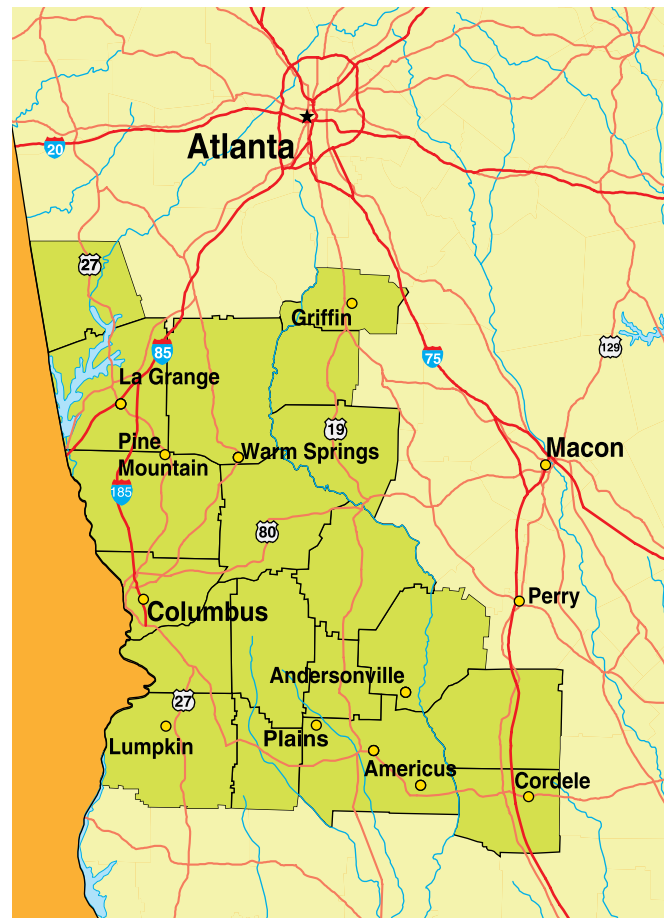 Atlanta
20
27
Griffin
85
75
129
La Grange
19
Pine
Mountain
Warm Springs
Macon
185
80
Columbus
Perry
Andersonville
27
Lumpkin
Plains
Americus
Cordele